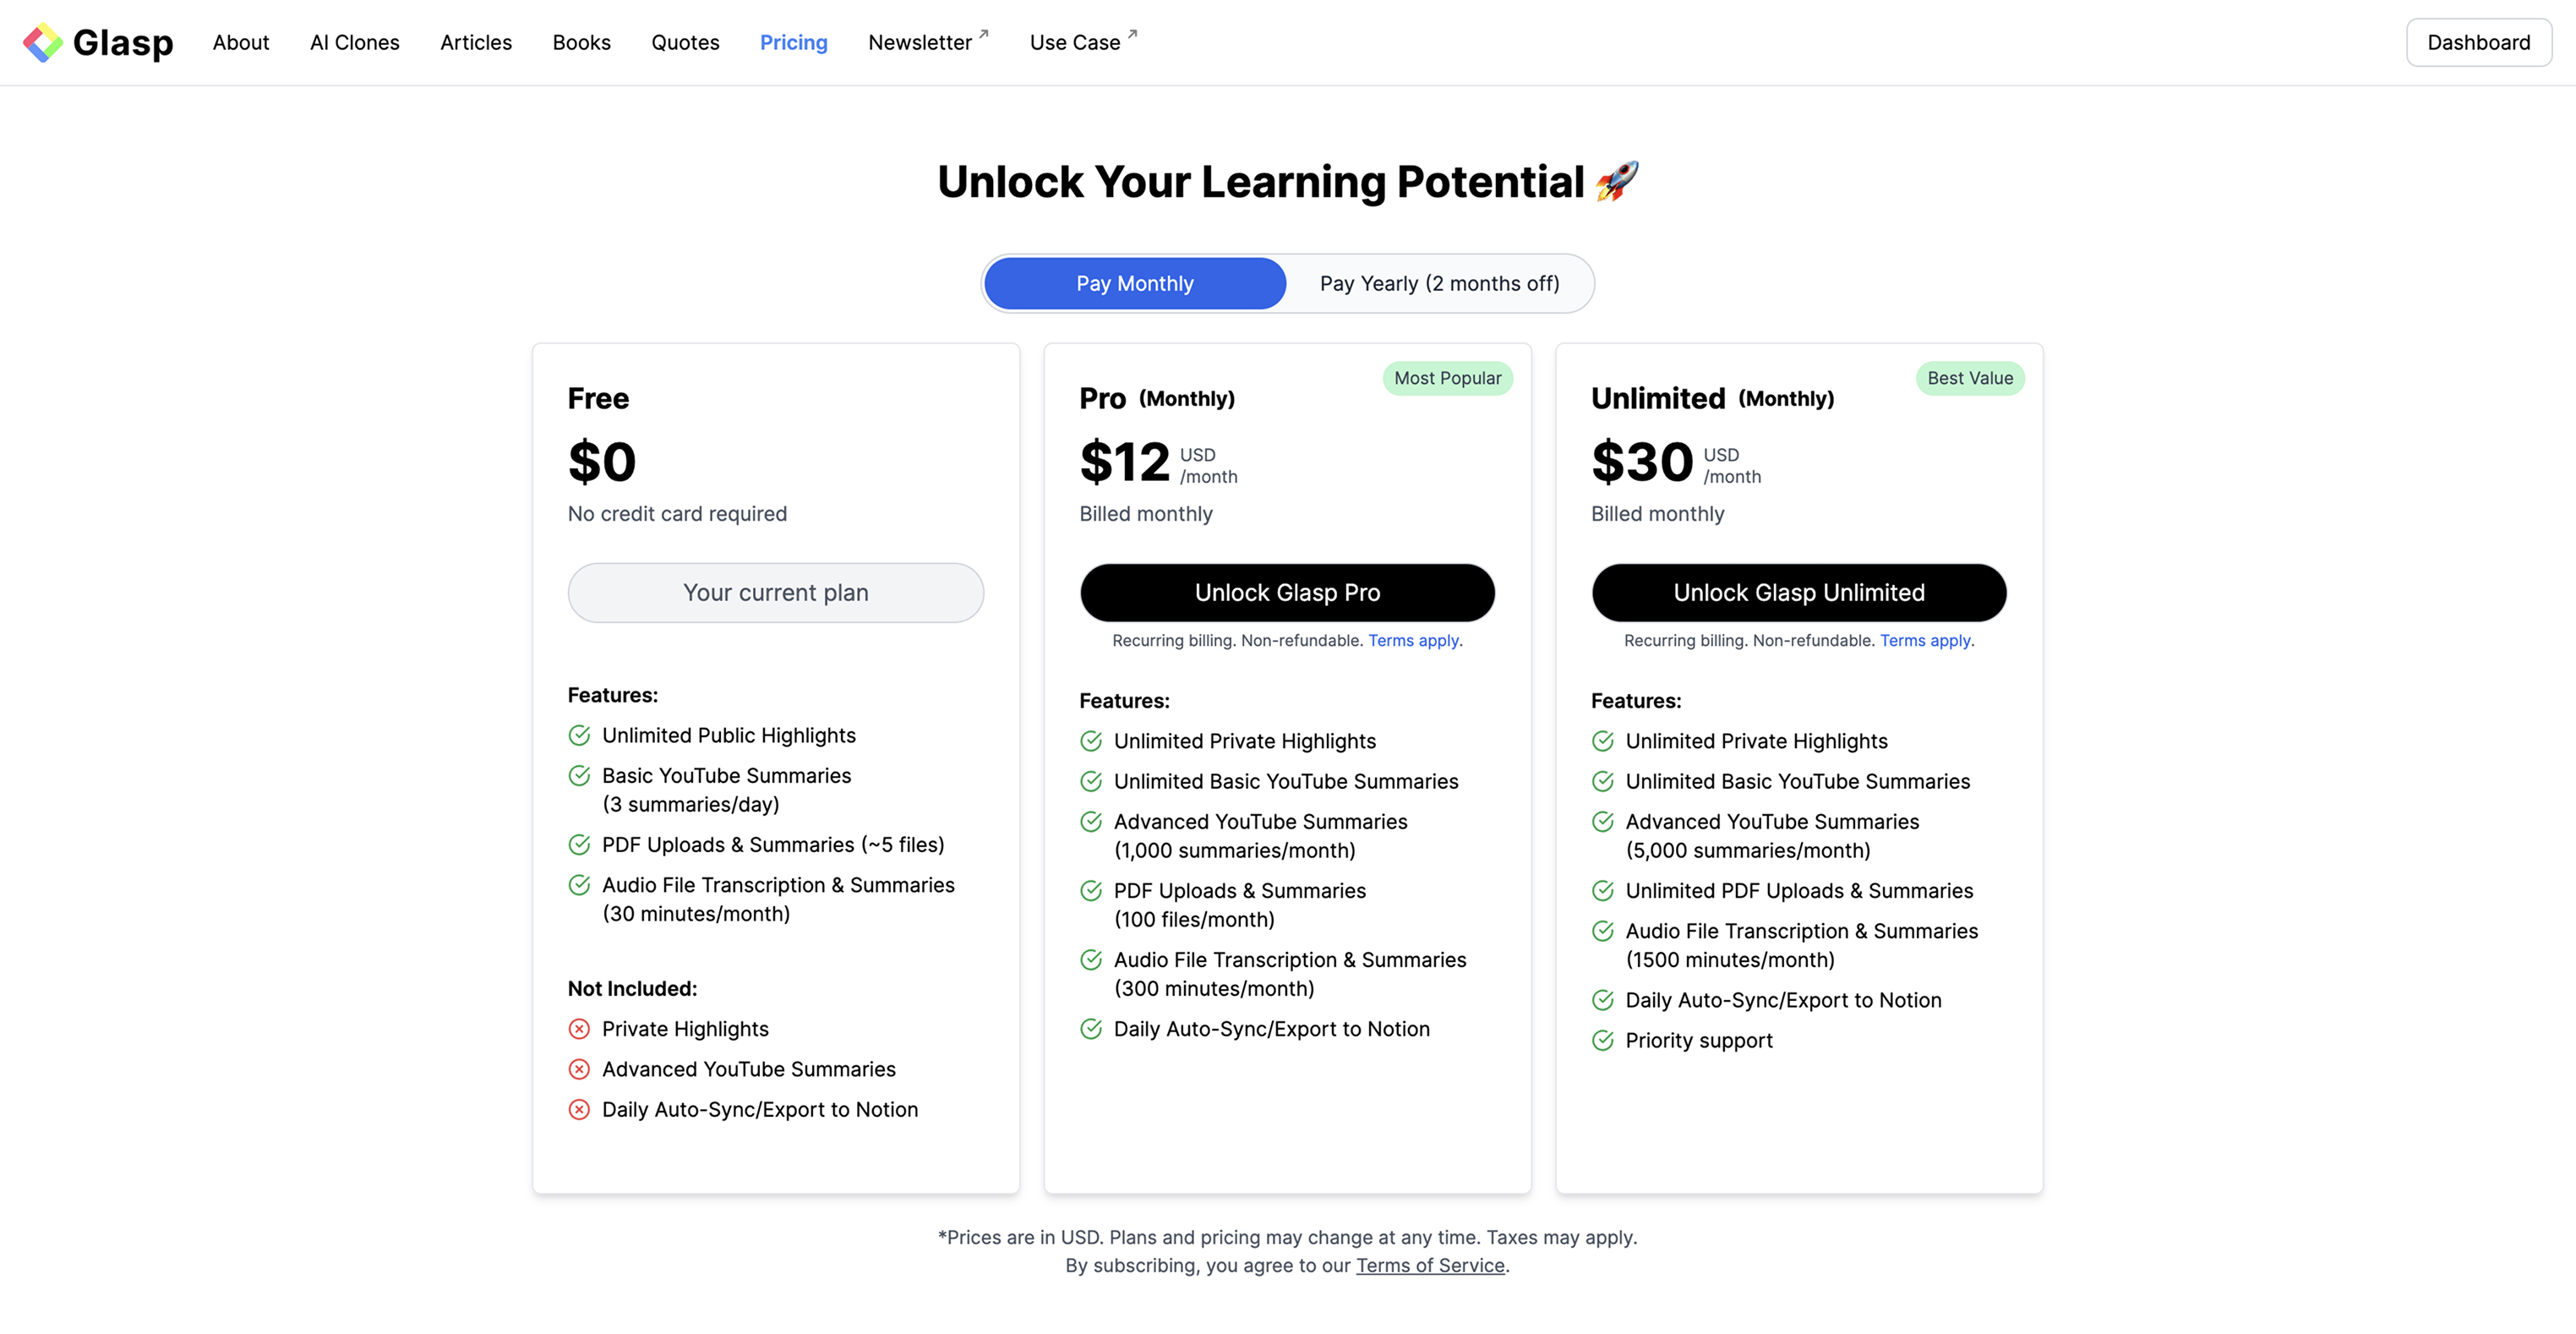 Glasp
About
AI Clones
Articles
Books
Quotes
Pricing
Newsletter ↗
Use Case ↗
Dashboard
Unlock Your Learning Potential 🚀
Pay Monthly
Pay Yearly (2 months off)
Free
$0
No credit card required
Your current plan
Features:
Unlimited Public Highlights
Basic YouTube Summaries
(3 summaries/day)
PDF Uploads & Summaries (~5 files)
Audio File Transcription & Summaries
(30 minutes/month)
Not Included:
Private Highlights
Advanced YouTube Summaries
Daily Auto-Sync/Export to Notion
Most Popular
Pro (Monthly)
$12 USD
/month
Billed monthly
Unlock Glasp Pro
Recurring billing. Non-refundable. Terms apply.
Features:
Unlimited Private Highlights
Unlimited Basic YouTube Summaries
Advanced YouTube Summaries
(1,000 summaries/month)
PDF Uploads & Summaries
(100 files/month)
Audio File Transcription & Summaries
(300 minutes/month)
Daily Auto-Sync/Export to Notion
Best Value
Unlimited (Monthly)
$30 USD
/month
Billed monthly
Unlock Glasp Unlimited
Recurring billing. Non-refundable. Terms apply.
Features:
Unlimited Private Highlights
Unlimited Basic YouTube Summaries
Advanced YouTube Summaries
(5,000 summaries/month)
Unlimited PDF Uploads & Summaries
Audio File Transcription & Summaries
(1500 minutes/month)
Daily Auto-Sync/Export to Notion
Priority support
*Prices are in USD. Plans and pricing may change at any time. Taxes may apply.
By subscribing, you agree to our Terms of Service.